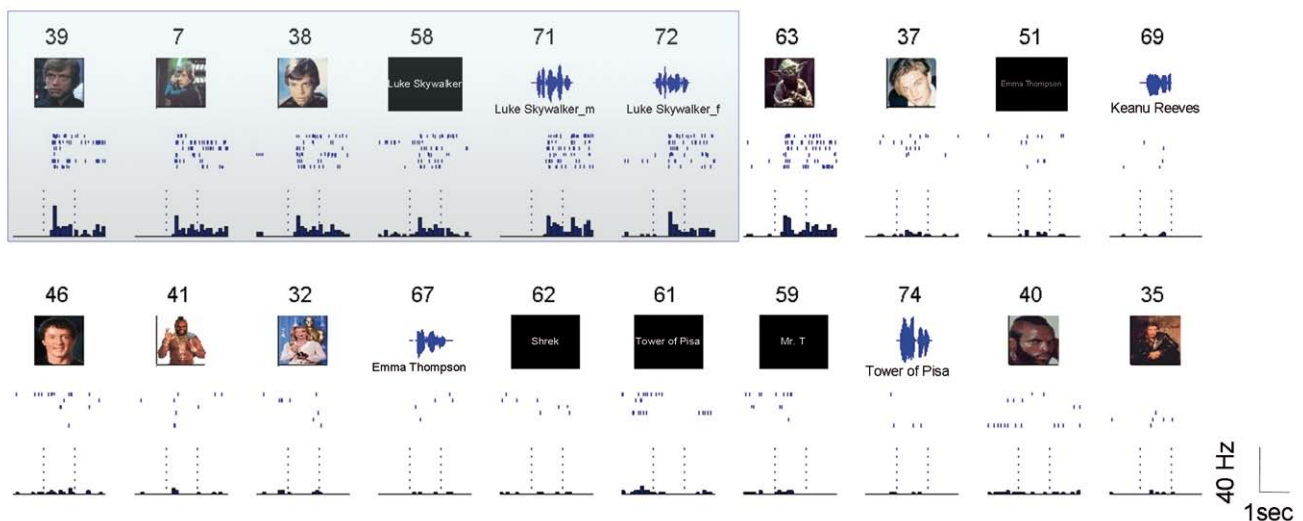 39 7 38 58 71 72 63 37 51 69
Luke Skywalker
Emma Thompson
Luke Skywalker_m Luke Skywalker_f Keanu Reeves
46 41 32 67 62 61 59 74 40 35
Shrek Tower of Pisa Mr. T
Emma Thompson Tower of Pisa
40 Hz
1sec